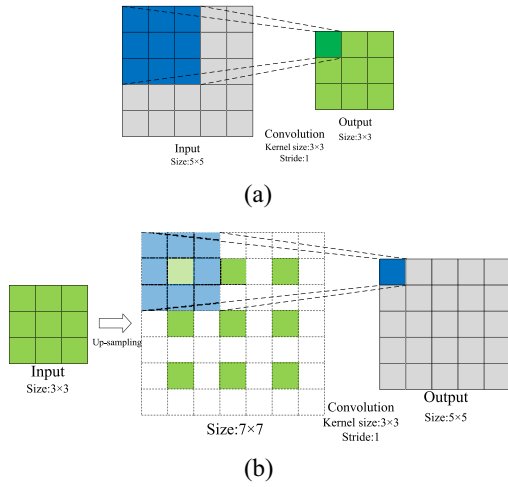 Input
Size:5×5
Convolution
Kernel size:3×3
Stride:1
Output
Size:3×3
(a)
Input
Size:3×3
Up-sampling
Size:7×7
Convolution
Kernel size:3×3
Stride:1
Output
Size:5×5
(b)